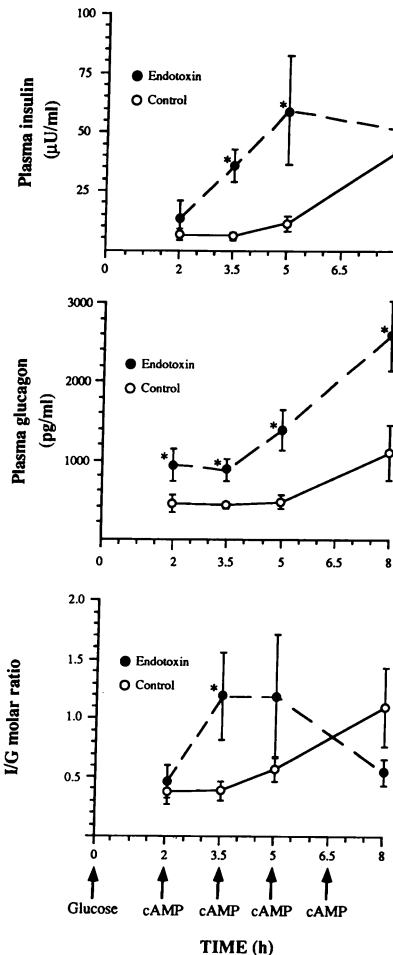 100
75
50
25
Plasma insulin
(μU/ml)
Endotoxin
Control
*
*
0 2 3.5 5 6.5
3000
2000
1000
Plasma glucagon
(pg/ml)
Endotoxin
Control
*
*
*
*
0 2 3.5 5 6.5 8
2.0
1.5
1.0
0.5
I/G molar ratio
Endotoxin
Control
*
0 2 3.5 5 6.5 8
Glucose cAMP cAMP cAMP cAMP
TIME (h)